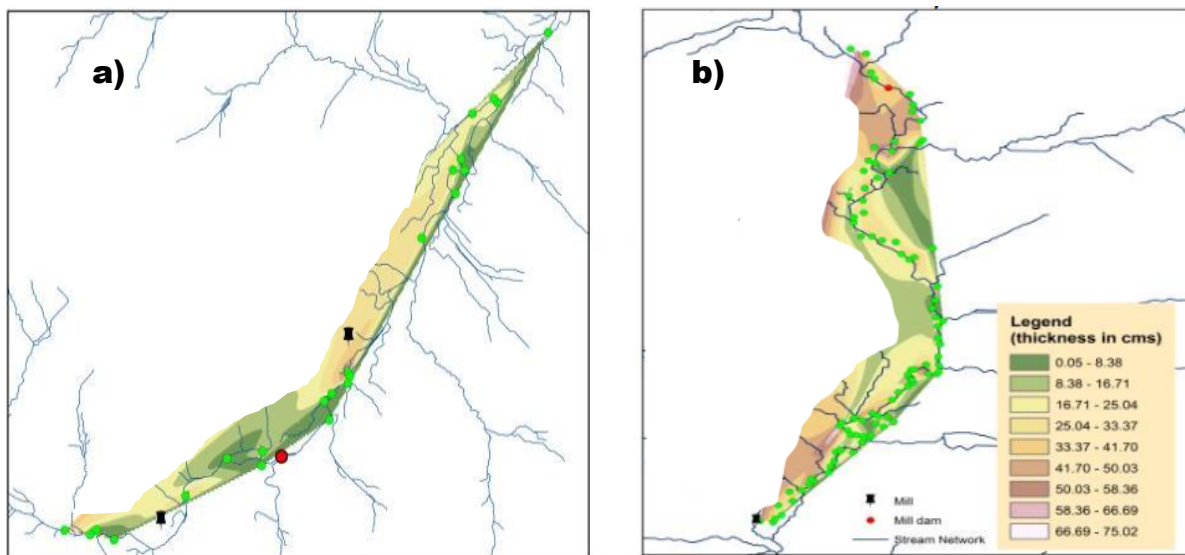 a)
b)
Legend
(thickness in cms)
0.05 - 8.38
8.38 - 16.71
16.71 - 25.04
25.04 - 33.37
33.37 - 41.70
41.70 - 50.03
50.03 - 58.36
58.36 - 66.69
66.69 - 75.02
Mill
Mill dam
Stream Network